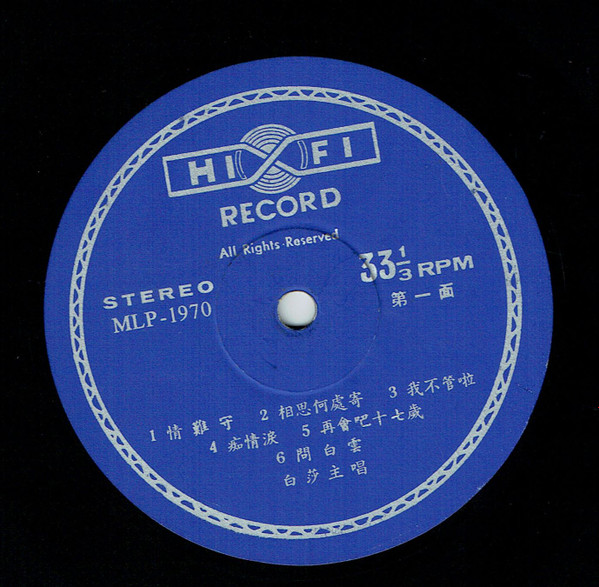 HI FI
RECORD
All Rights Reserved
33 1/3 RPM
第一面
STEREO
MLP-1970
1 情難守 2 相思何處寄 3 我不管啦
4 痴情淚 5 再會吧十七歲
6 問白雲
白莎主唱